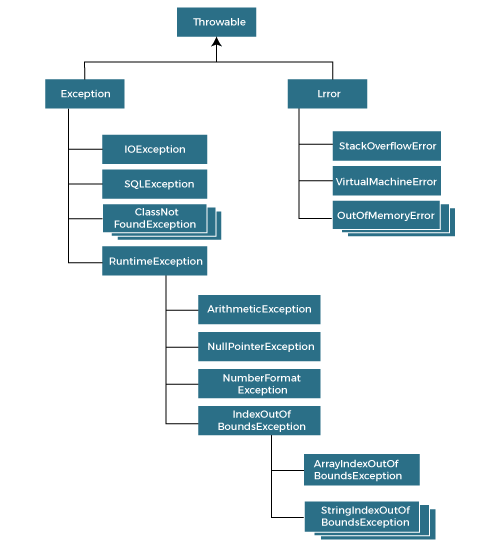 Throwable
Exception
Lrror
IOEception
StackOverflowError
SQLException
VirtualMachineError
ClassNot
FoundException
OutOfMemoryError
RuntimeException
ArithmeticException
NullPointerException
NumberFormat
Exception
IndexOutOf
BoundsException
ArrayIndexOutOf
BoundsException
StringIndexOutOf
BoundsException